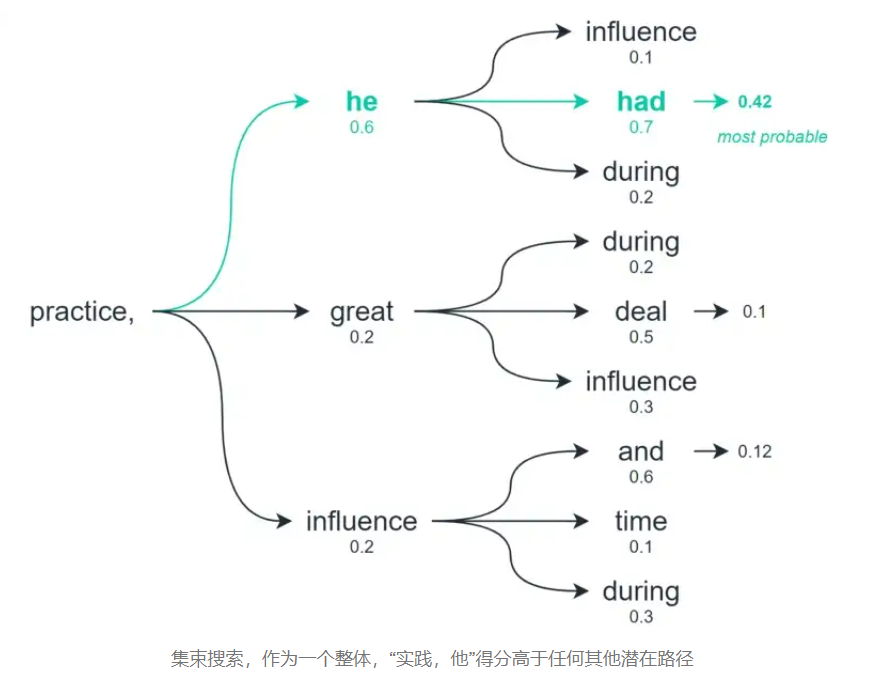 influence
0.1
he
0.6
had
0.7
0.42
most probable
during
0.2
during
0.2
practice,
great
0.2
deal
0.5
0.1
influence
0.3
and
0.6
0.12
influence
0.2
time
0.1
during
0.3
集束搜索，作为一个整体，“实践，他”得分高于任何其他潜在路径